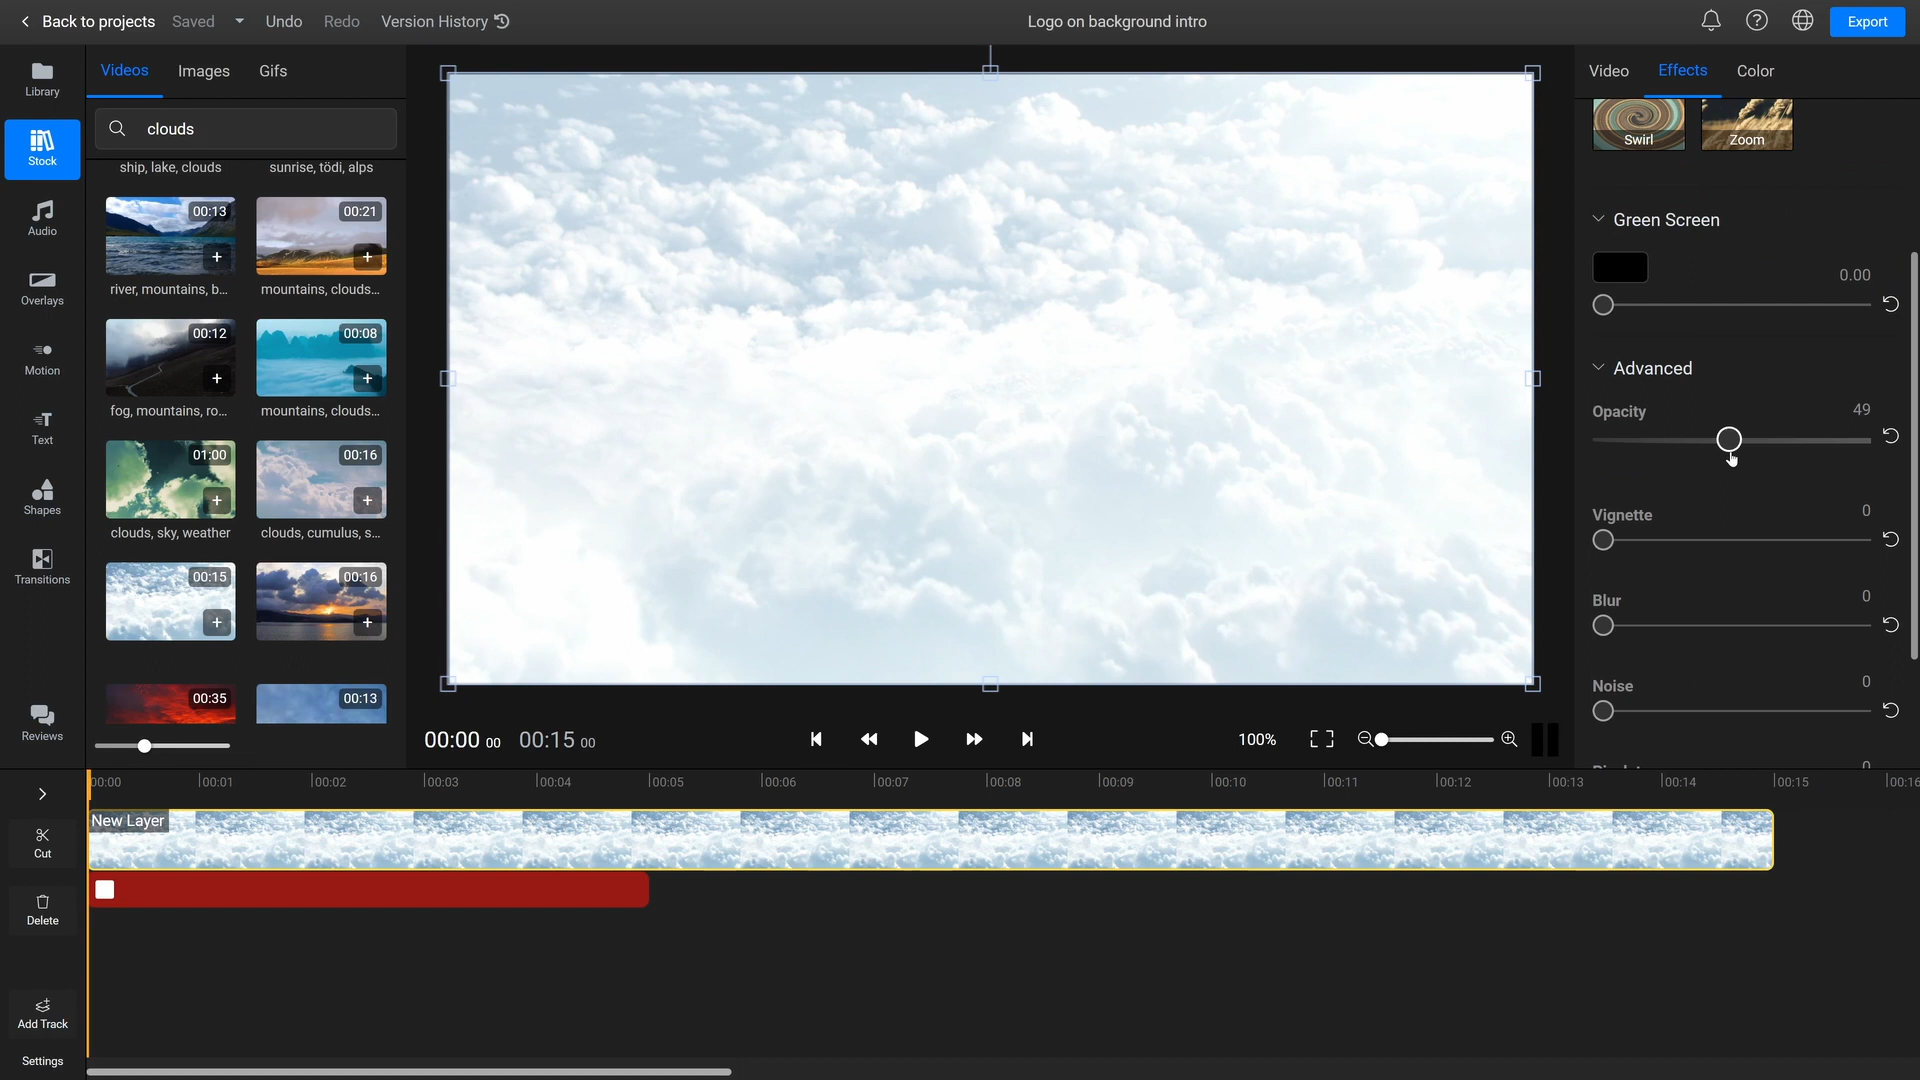 Back to projects
Saved
Undo
Redo
Version History
Logo on background intro
Export
Library
Stock
Audio
Overlays
Motion
Text
Shapes
Transitions
Reviews
Videos
Images
Gifs
clouds
ship, lake, clouds
sunrise, tödi, alps
00:13
00:21
river, mountains, b...
mountains, clouds...
00:12
00:08
fog, mountains, ro...
mountains, clouds...
01:00
00:16
clouds, sky, weather
clouds, cumulus, s...
00:15
00:16
00:35
00:13
00:00 00
00:15 00
100%
Video
Effects
Color
Swirl
Zoom
Green Screen
0.00
Advanced
Opacity
49
Vignette
0
Blur
0
Noise
0
00:00
00:01
00:02
00:03
00:04
00:05
00:06
00:07
00:08
00:09
00:10
00:11
00:12
00:13
00:14
00:15
00:16
New Layer
Cut
Delete
Add Track
Settings